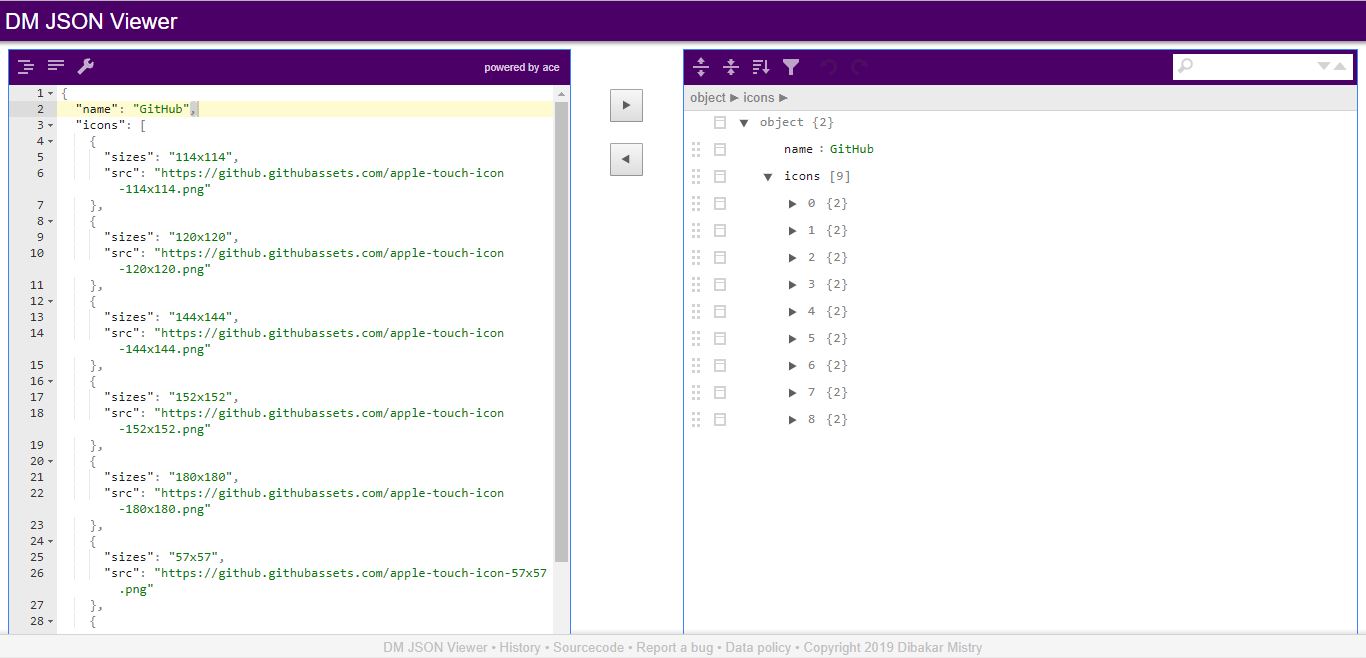 DM JSON Viewer
powered by ace
1 {
2 "name": "GitHub",
3 "icons": [
4 {
5 "sizes": "114x114",
6 "src": "https://github.githubassets.com/apple-touch-icon
-114x114.png"
7 },
8 {
9 "sizes": "120x120",
10 "src": "https://github.githubassets.com/apple-touch-icon
-120x120.png"
11 },
12 {
13 "sizes": "144x144",
14 "src": "https://github.githubassets.com/apple-touch-icon
-144x144.png"
15 },
16 {
17 "sizes": "152x152",
18 "src": "https://github.githubassets.com/apple-touch-icon
-152x152.png"
19 },
20 {
21 "sizes": "180x180",
22 "src": "https://github.githubassets.com/apple-touch-icon
-180x180.png"
23 },
24 {
25 "sizes": "57x57",
26 "src": "https://github.githubassets.com/apple-touch-icon-57x57
.png"
27 },
28 {
object ► icons ►
▼ object {2}
name : GitHub
▼ icons [9]
► 0 {2}
► 1 {2}
► 2 {2}
► 3 {2}
► 4 {2}
► 5 {2}
► 6 {2}
► 7 {2}
► 8 {2}
DM JSON Viewer • History • Sourcecode • Report a bug • Data policy • Copyright 2019 Dibakar Mistry